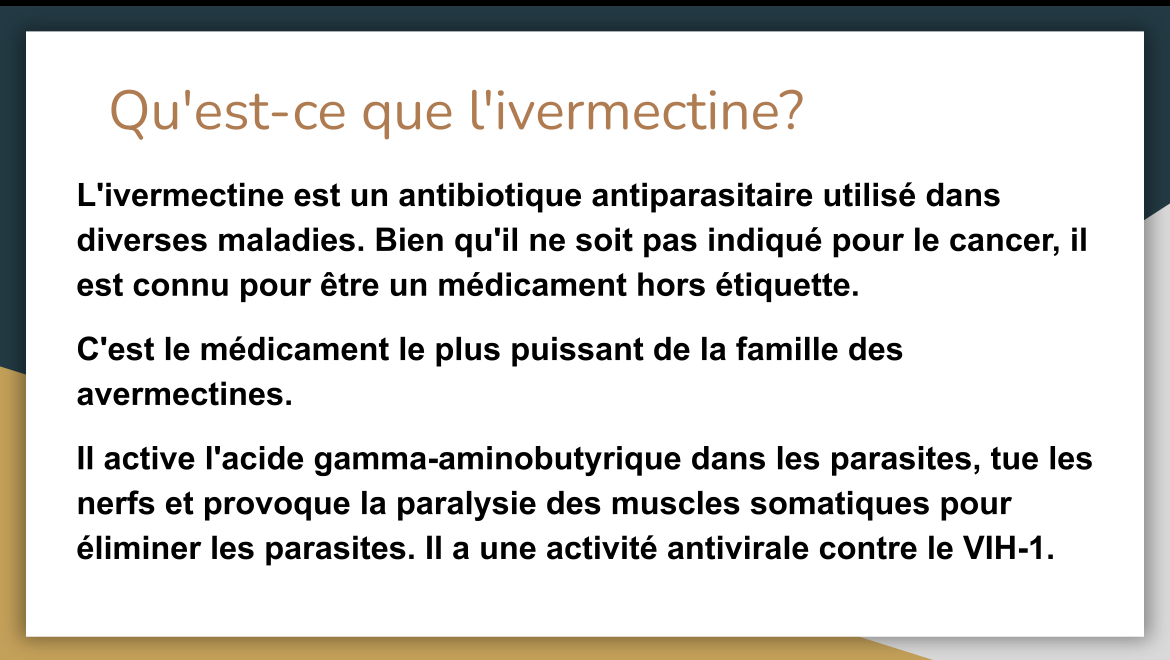 Qu'est-ce que l'ivermectine?
L'ivermectine est un antibiotique antiparasitaire utilisé dans
diverses maladies. Bien qu'il ne soit pas indiqué pour le cancer, il
est connu pour être un médicament hors étiquette.
C'est le médicament le plus puissant de la famille des
avermectines.
Il active l'acide gamma-aminobutyrique dans les parasites, tue les
nerfs et provoque la paralysie des muscles somatiques pour
éliminer les parasites. Il a une activité antivirale contre le VIH-1.